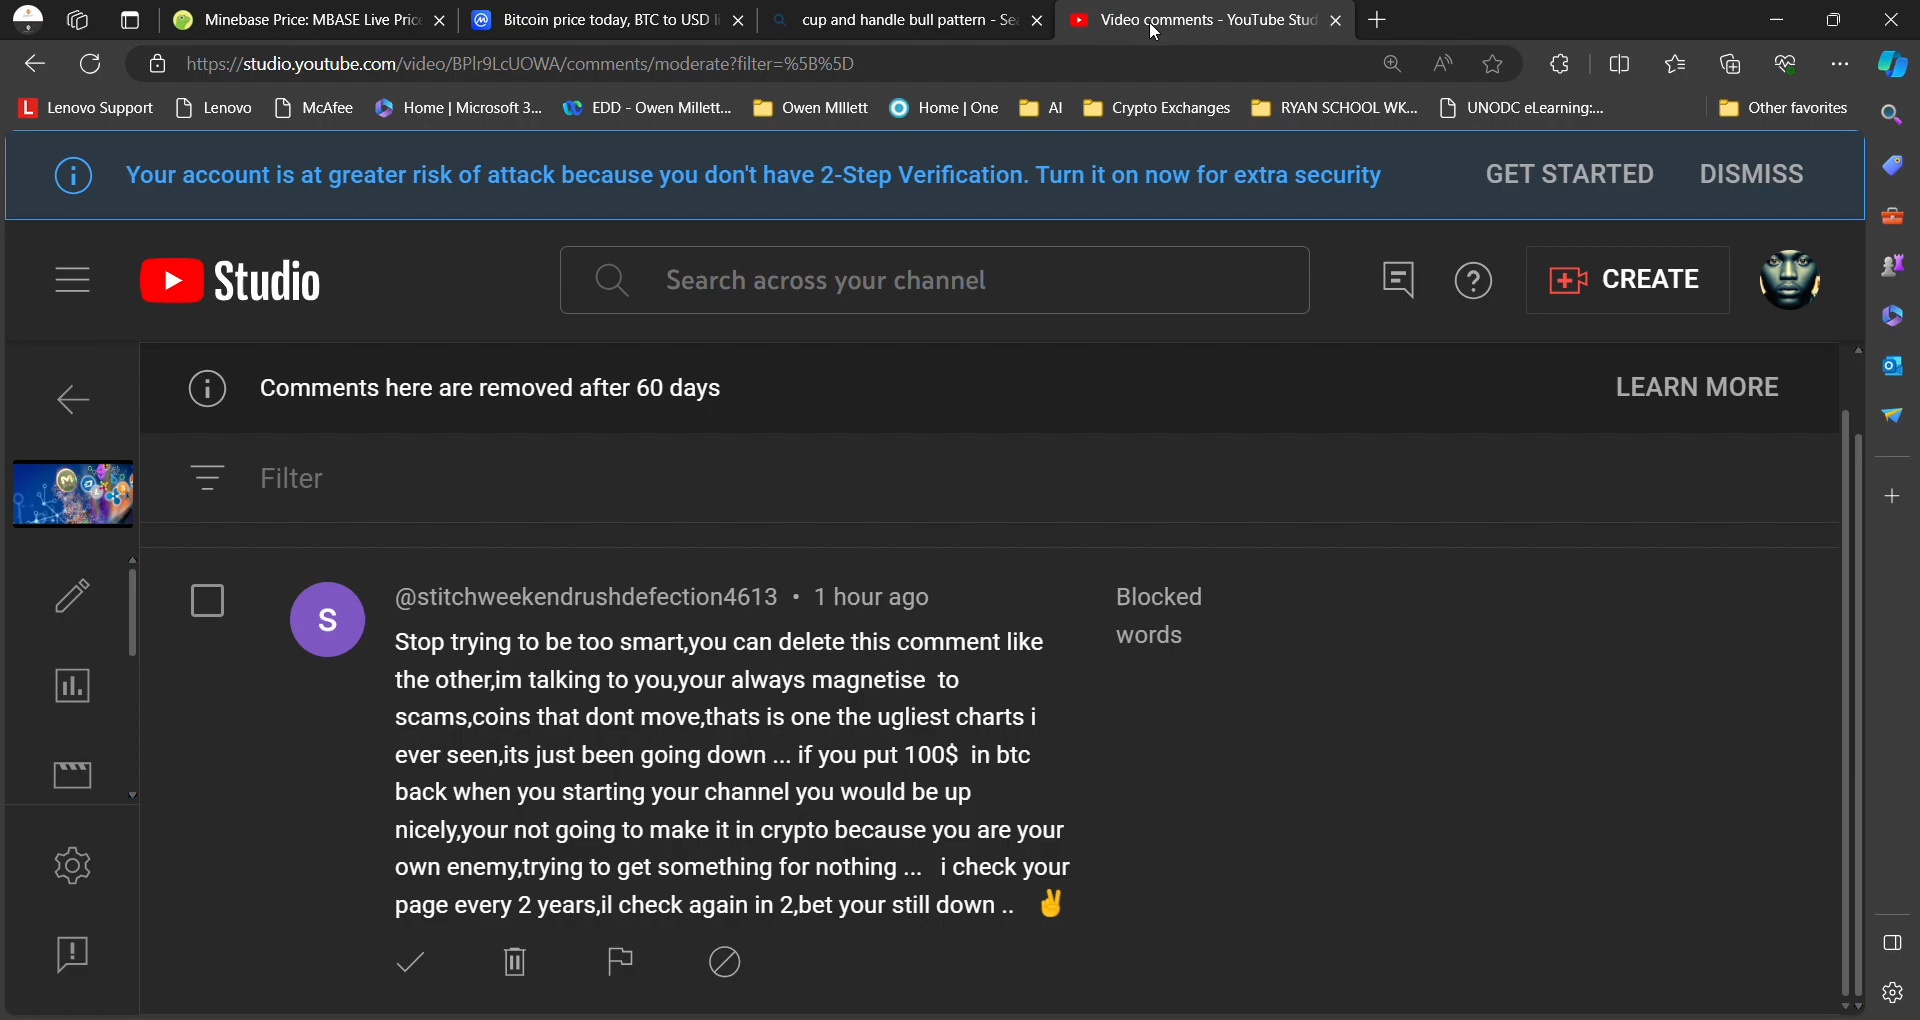 Minebase Price: MBASE Live Price
Bitcoin price today, BTC to USD li
cup and handle bull pattern - Sea
Video comments - YouTube Stud
https://studio.youtube.com/video/BPlr9LcUOWA/comments/moderate?filter=%5B%5D
Lenovo Support
Lenovo
McAfee
Home | Microsoft 3...
EDD - Owen Millett...
Owen MIllett
Home | One
AI
Crypto Exchanges
RYAN SCHOOL WK...
UNODC eLearning:...
Other favorites
Your account is at greater risk of attack because you don't have 2-Step Verification. Turn it on now for extra security
GET STARTED
DISMISS
Studio
Search across your channel
CREATE
Comments here are removed after 60 days
LEARN MORE
Filter
S
@stitchweekendrushdefection4613 • 1 hour ago
Stop trying to be too smart,you can delete this comment like
the other,im talking to you,your always magnetise  to
scams,coins that dont move,thats is one the ugliest charts i
ever seen,its just been going down ... if you put 100$  in btc
back when you starting your channel you would be up
nicely,your not going to make it in crypto because you are your
own enemy,trying to get something for nothing ...   i check your
page every 2 years,il check again in 2,bet your still down ..  ✌️
Blocked
words